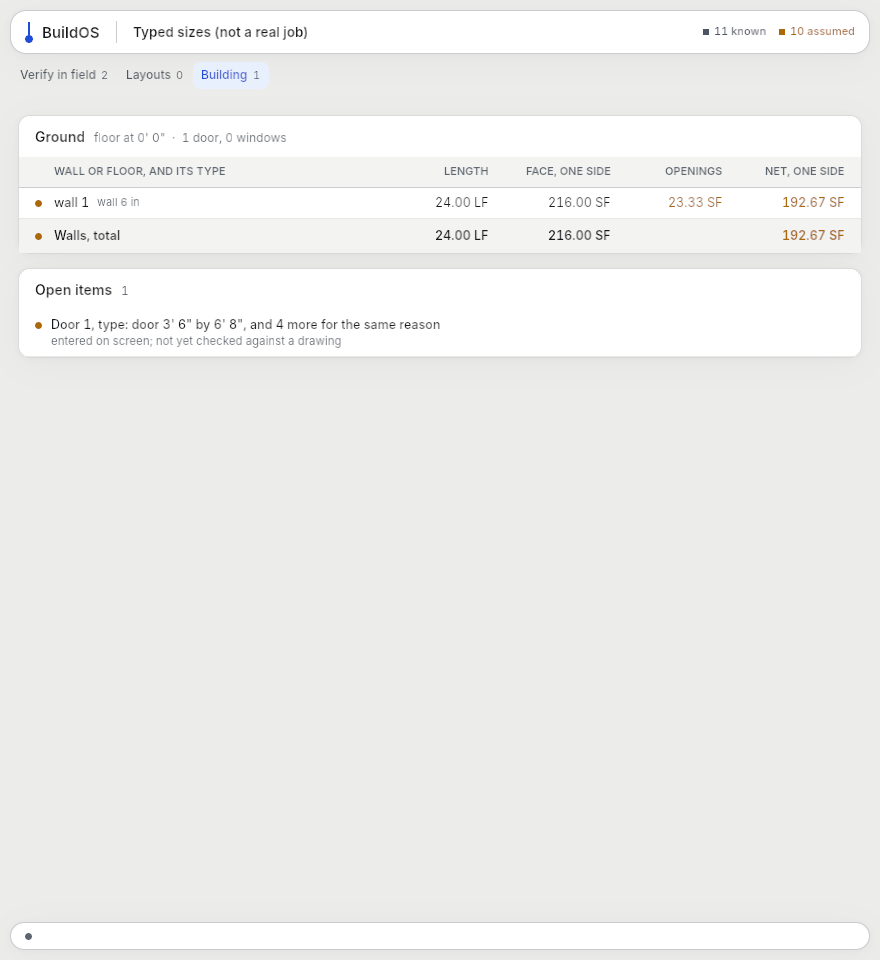 BuildOS Typed sizes (not a real job) 11 known 10 assumed
Verify in field 2 Layouts 0 Building 1
Ground floor at 0' 0" · 1 door, 0 windows
WALL OR FLOOR, AND ITS TYPE LENGTH FACE, ONE SIDE OPENINGS NET, ONE SIDE
wall 1 wall 6 in 24.00 LF 216.00 SF 23.33 SF 192.67 SF
Walls, total 24.00 LF 216.00 SF 192.67 SF
Open items 1
Door 1, type: door 3' 6" by 6' 8", and 4 more for the same reason
entered on screen; not yet checked against a drawing